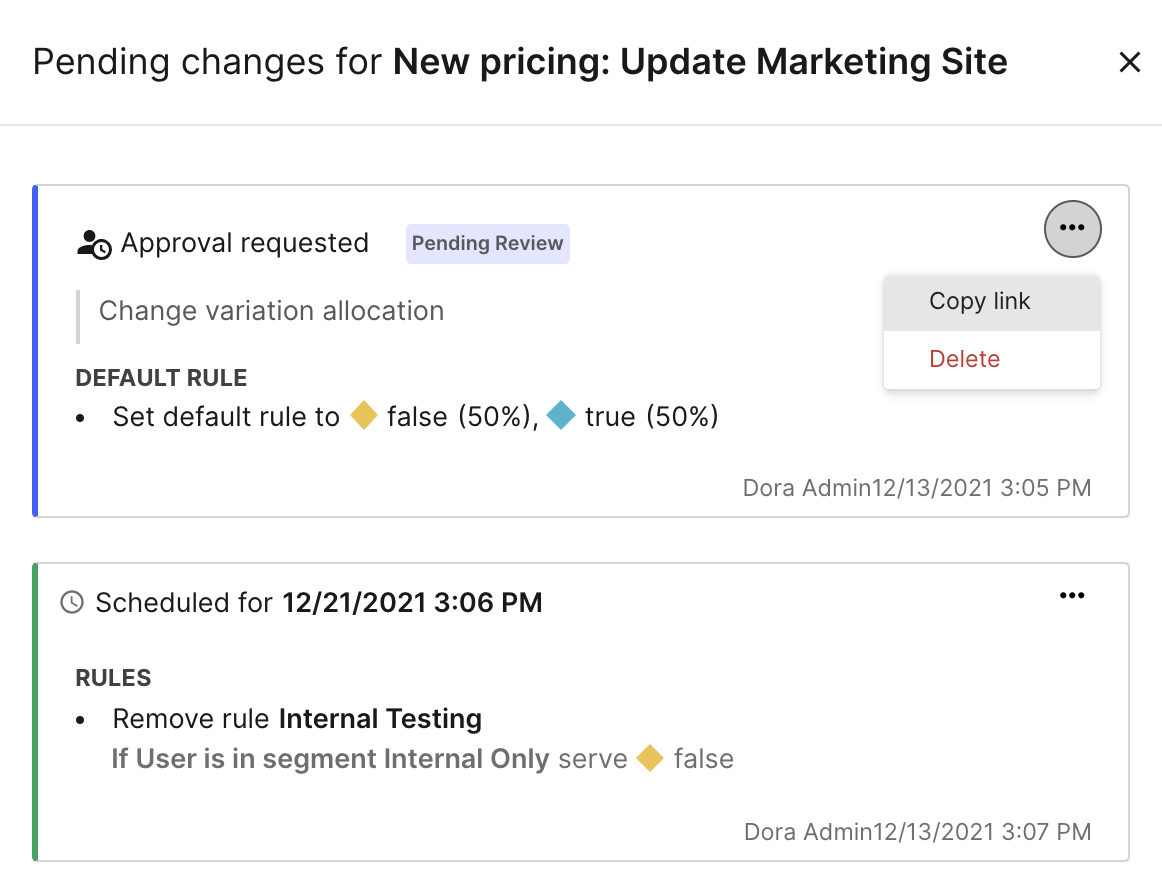 Pending changes for New pricing: Update Marketing Site
Approval requested Pending Review
Copy link
Change variation allocation
Delete
DEFAULT RULE
• Set default rule to false (50%), true (50%)
Dora Admin12/13/2021 3:05 PM
Scheduled for 12/21/2021 3:06 PM
RULES
• Remove rule Internal Testing
If User is in segment Internal Only serve false
Dora Admin12/13/2021 3:07 PM